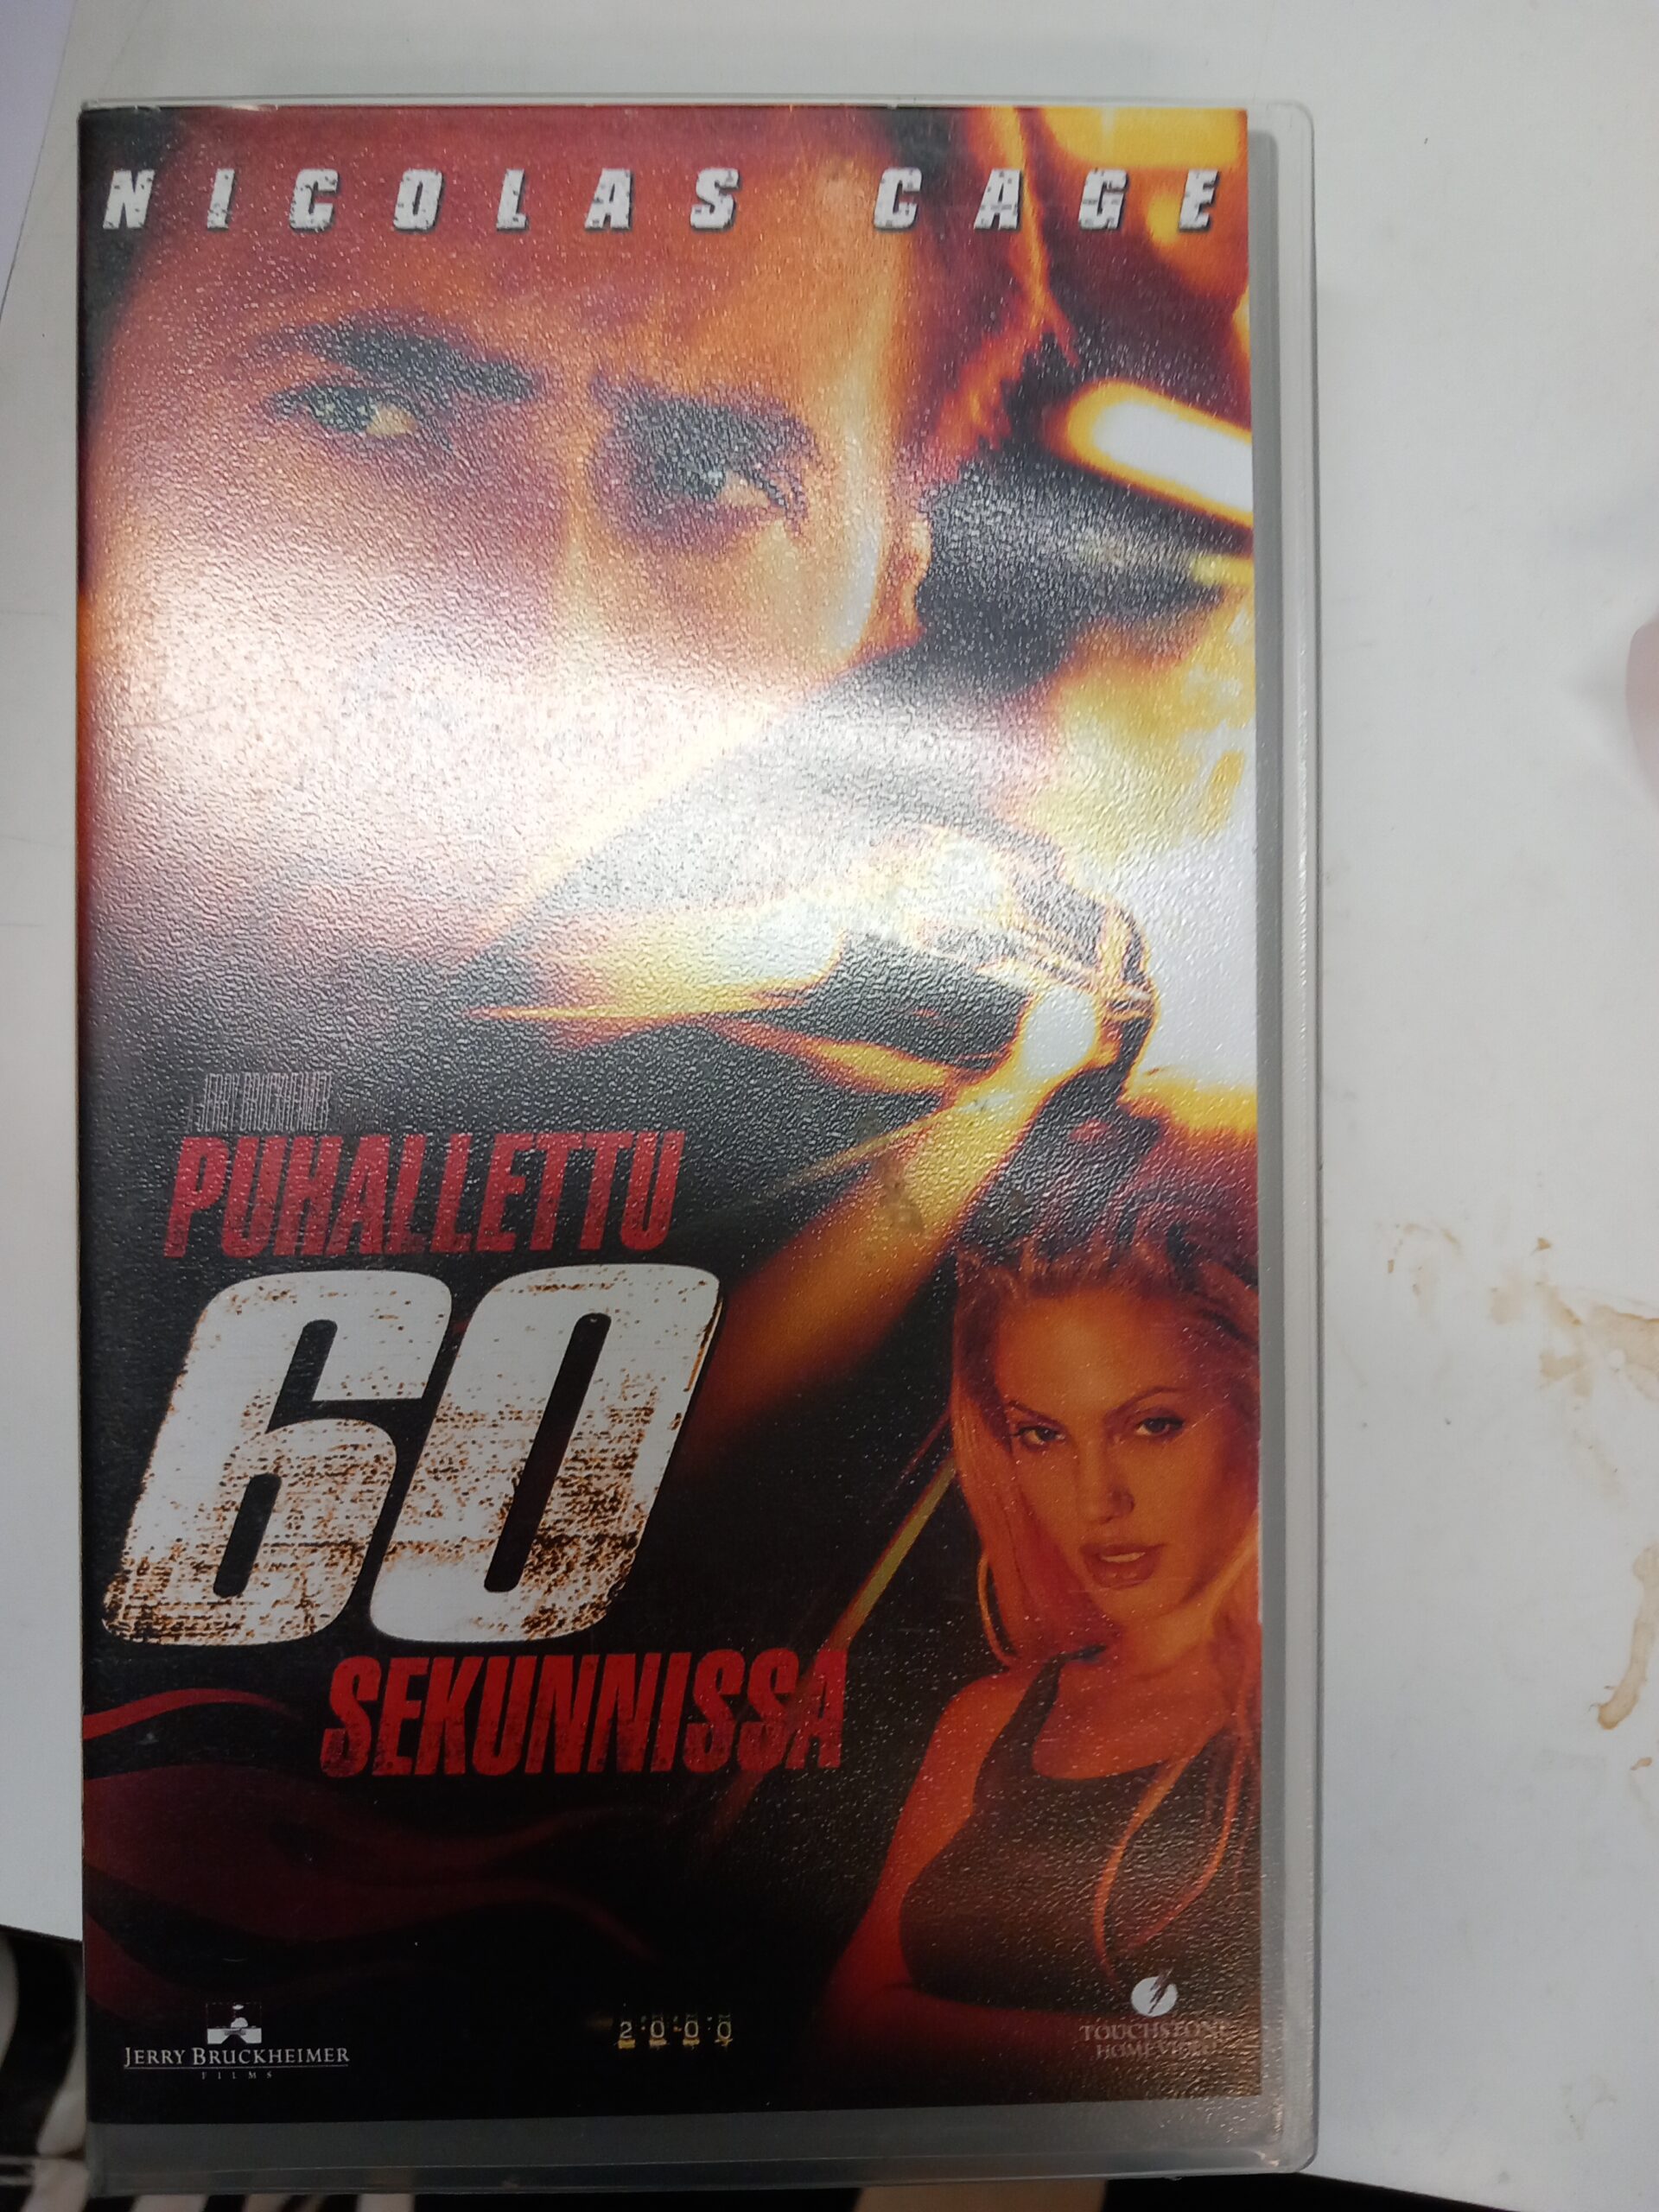 NICOLAS CAGE
JERRY BRUCKHEIMER
PUHALLETTU
60
SEKUNNISSA
JERRY BRUCKHEIMER
FILMS
2000
TOUCHSTONE
HOME VIDEO